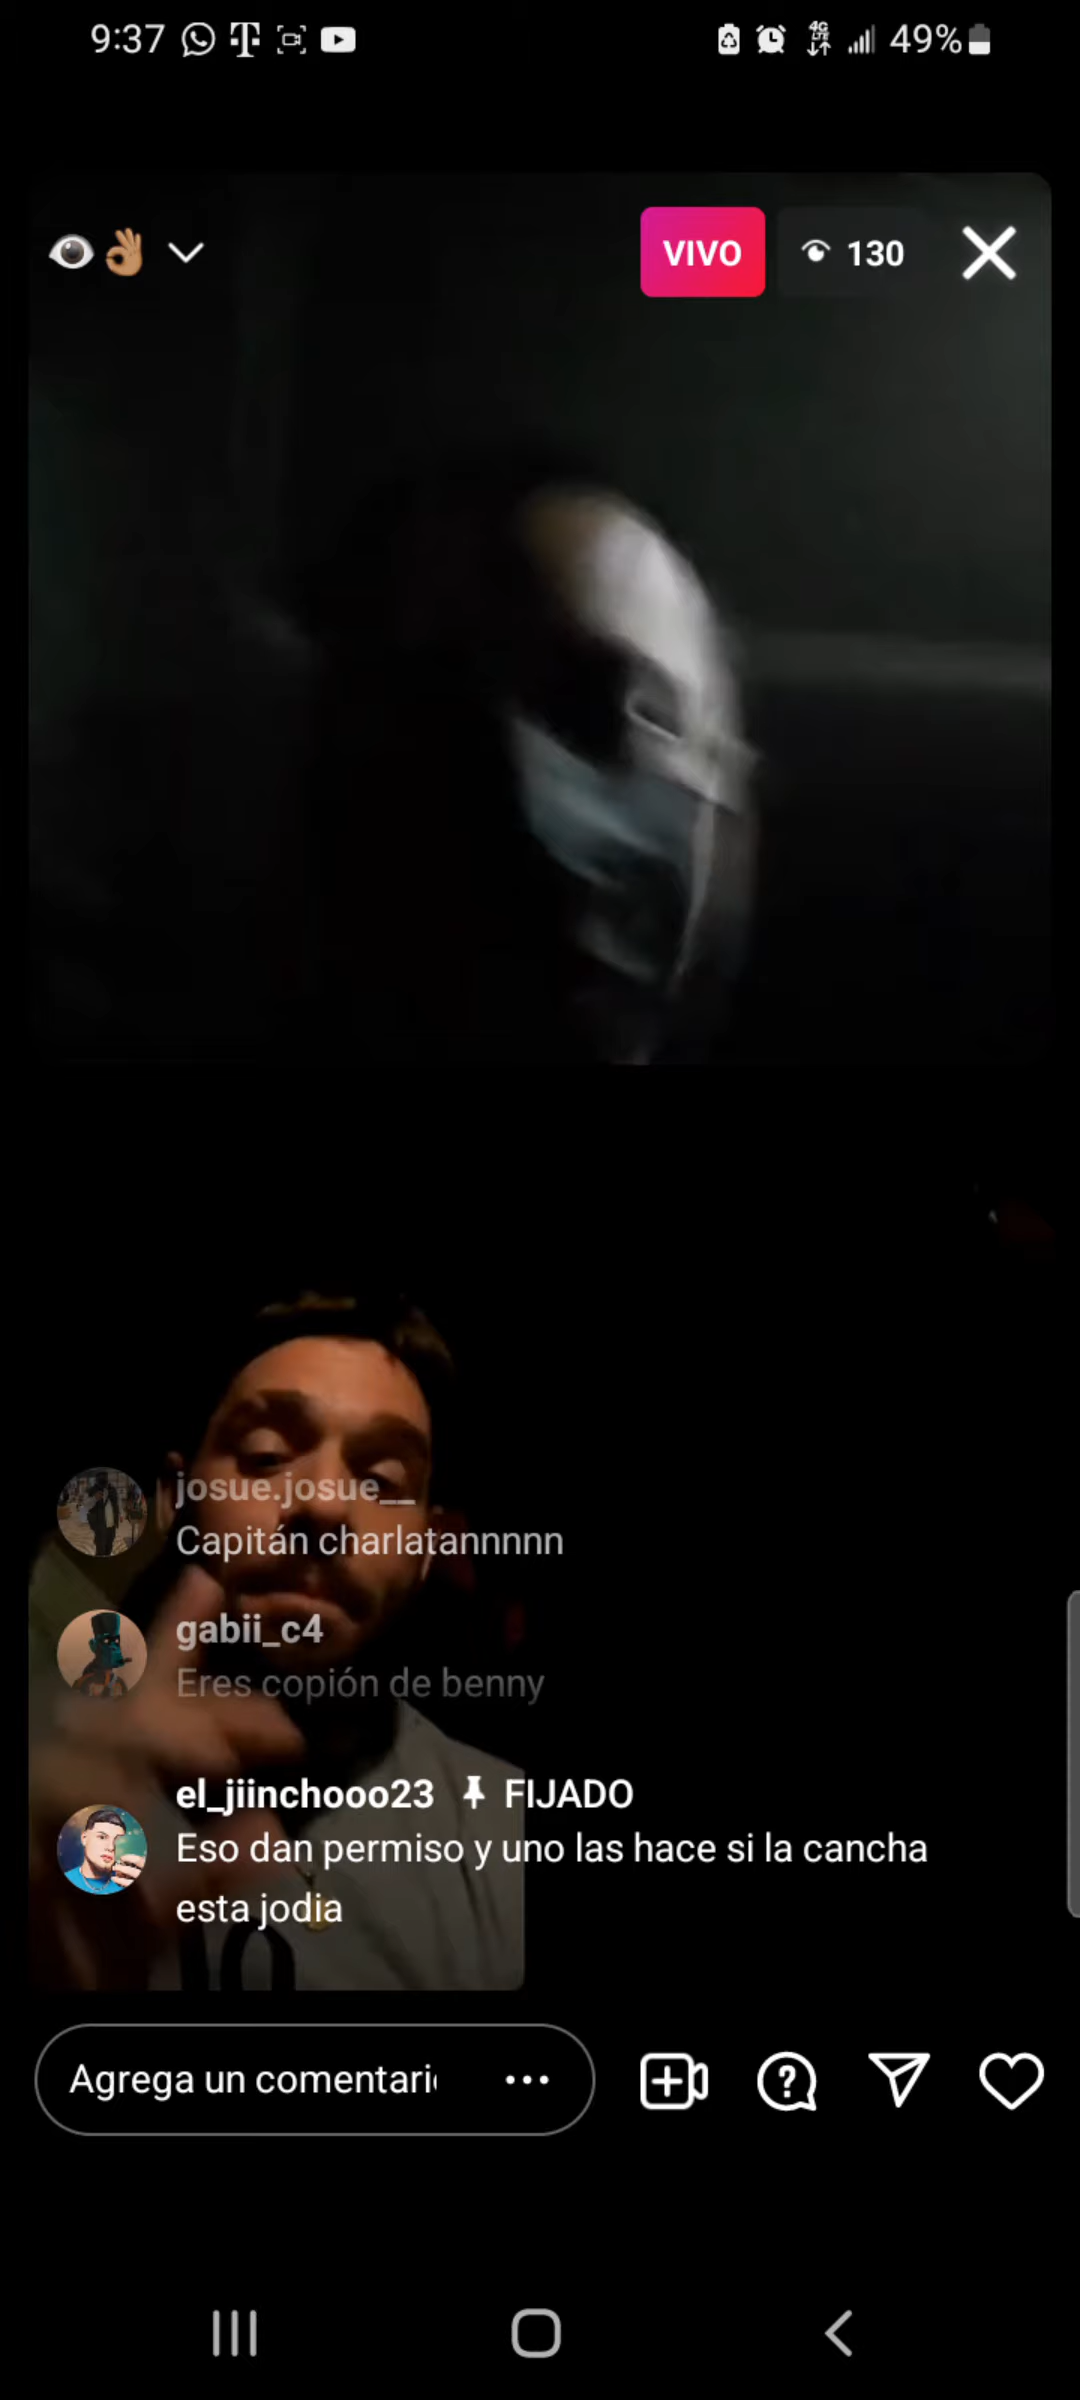 9:37
49%
VIVO
130
josue.josue__
Capitán charlatannnnn
gabii_c4
Eres copión de benny
el_jiinchooo23 FIJADO
Eso dan permiso y uno las hace si la cancha
esta jodia
Agrega un comentari